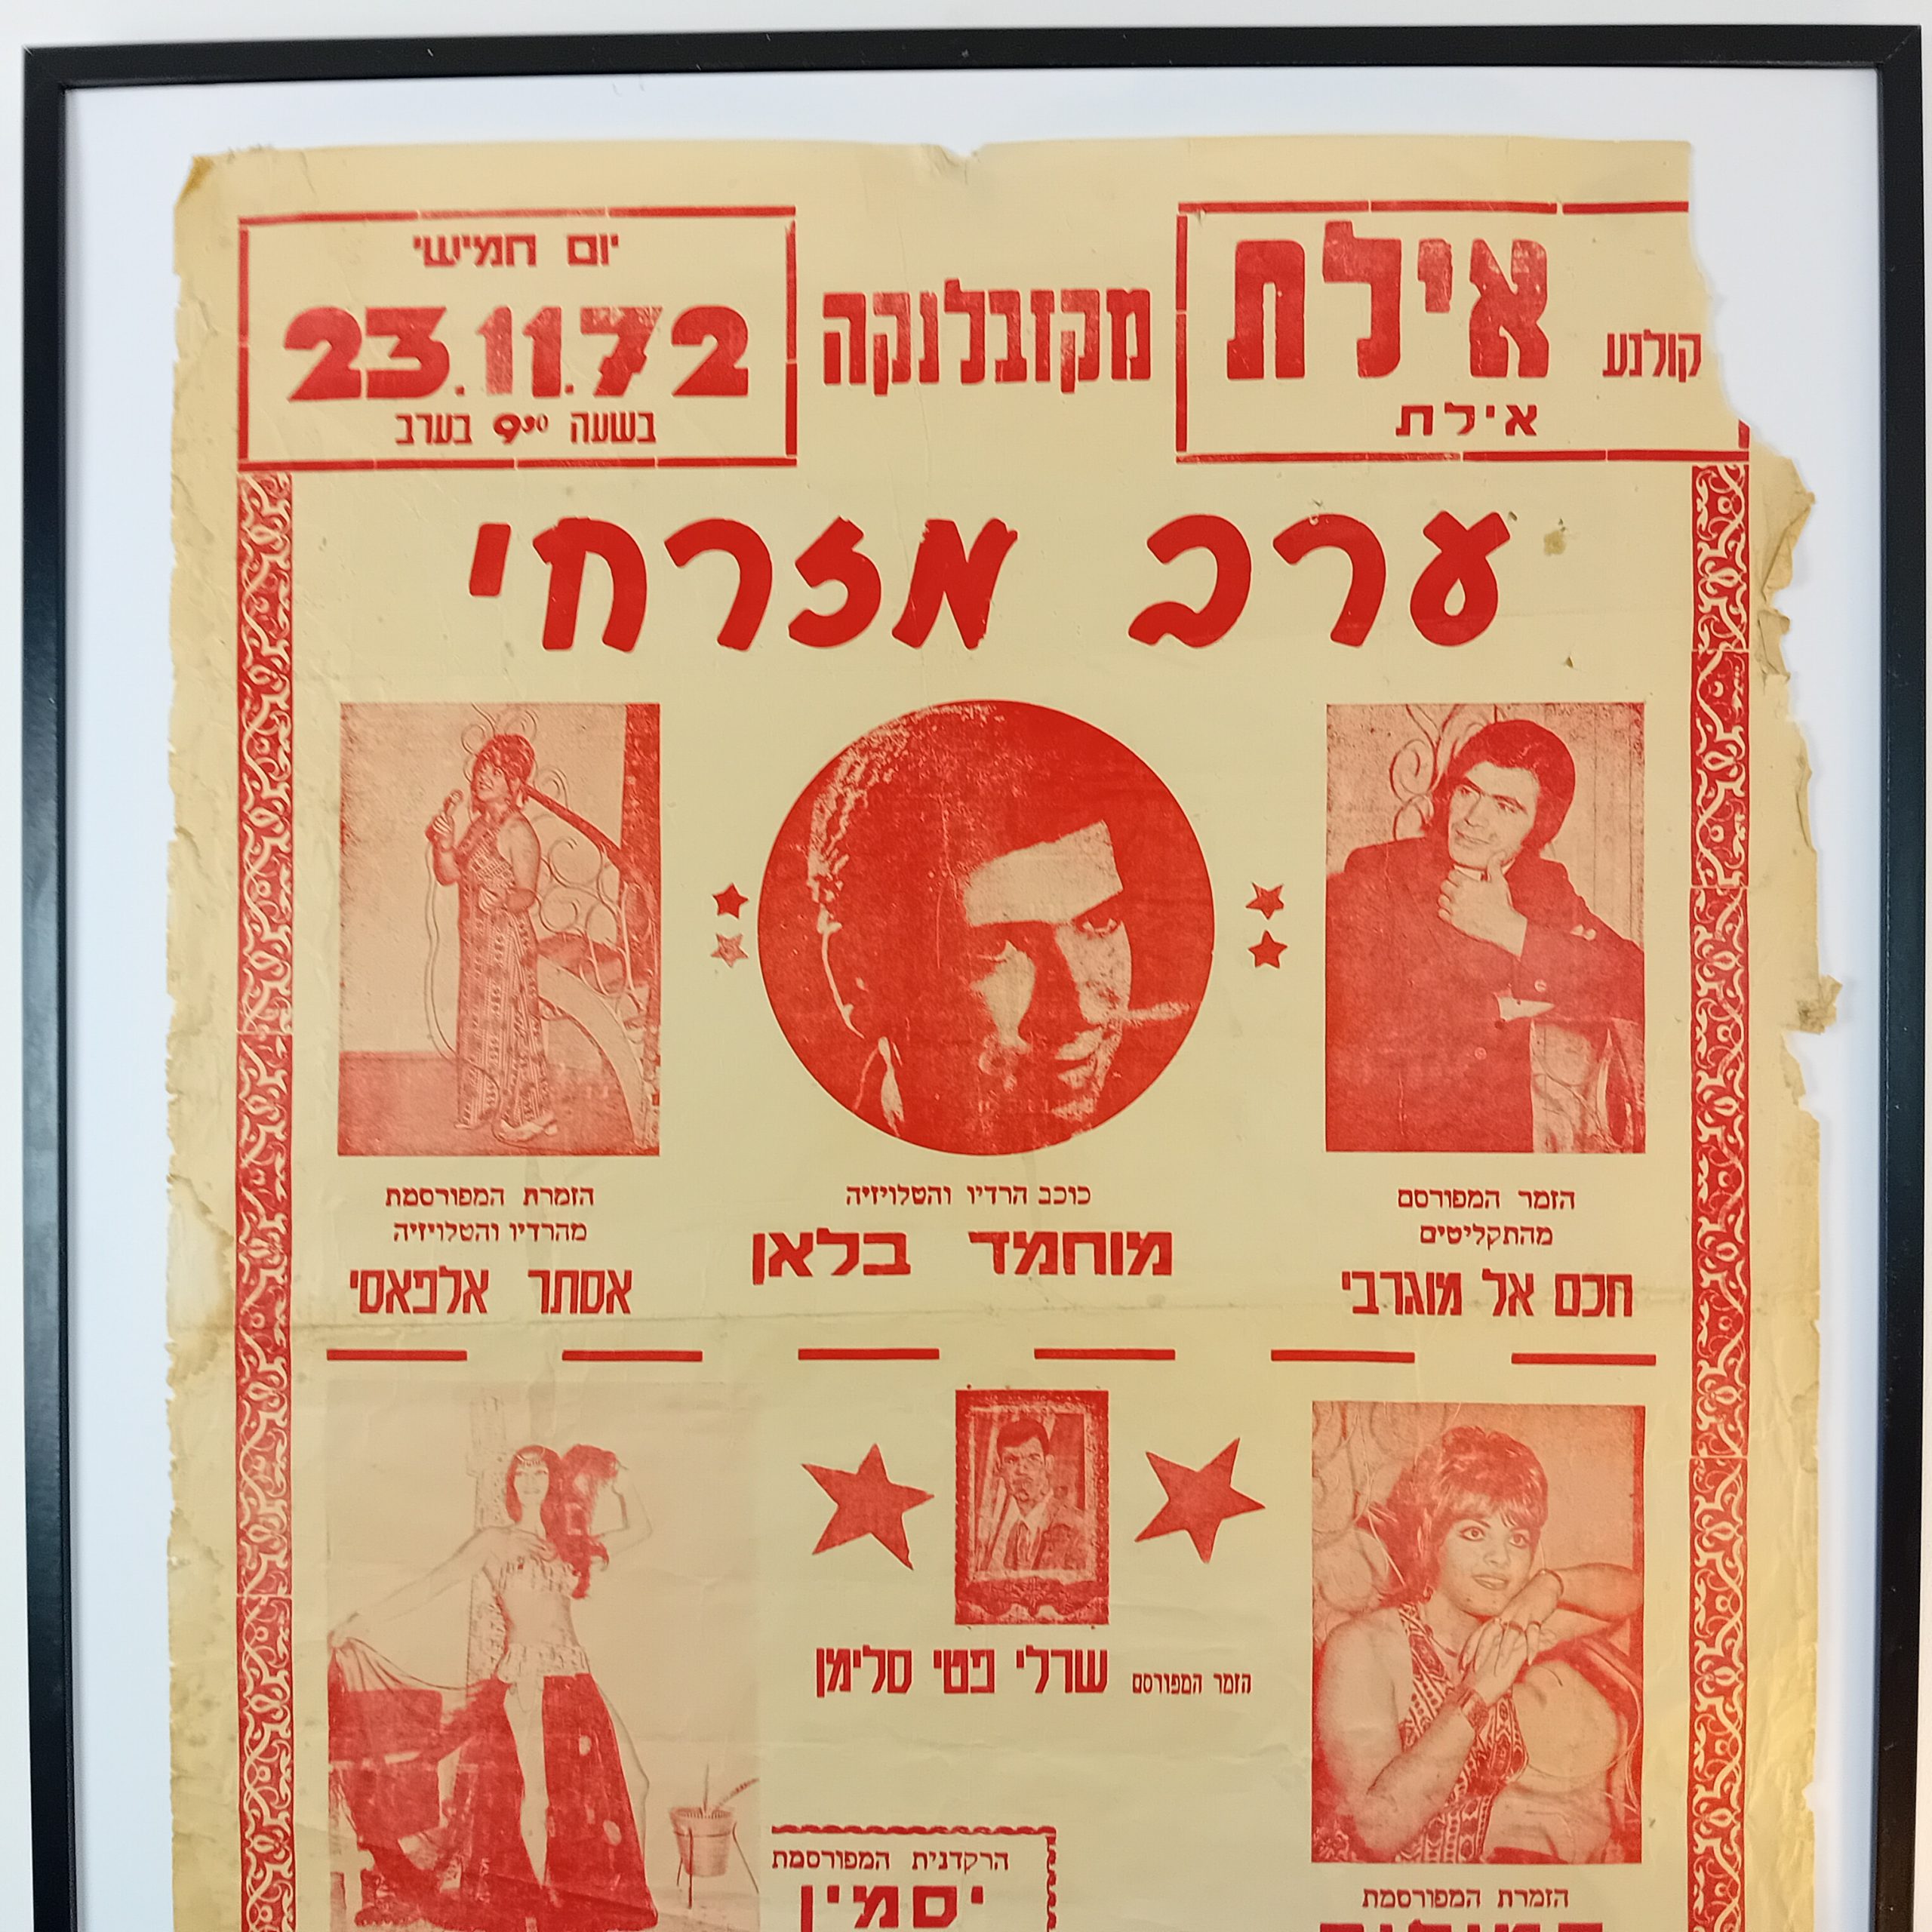 קולנע אילת
אילת
מקזבלנקה
יום חמישי
23.11.72
בשעה 9³⁰ בערב
ערב מזרחי
הזמר המפורסם
מהתקליטים
חכם אל מוגרבי
כוכב הרדיו והטלויזיה
מוחמד בלאן
הזמרת המפורסמת
מהרדיו והטלויזיה
אסתר אלפאסי
הזמר המפורסם שרלי פטי סלימן
הזמרת המפורסמת
הרקדנית המפורסמת
יסמין